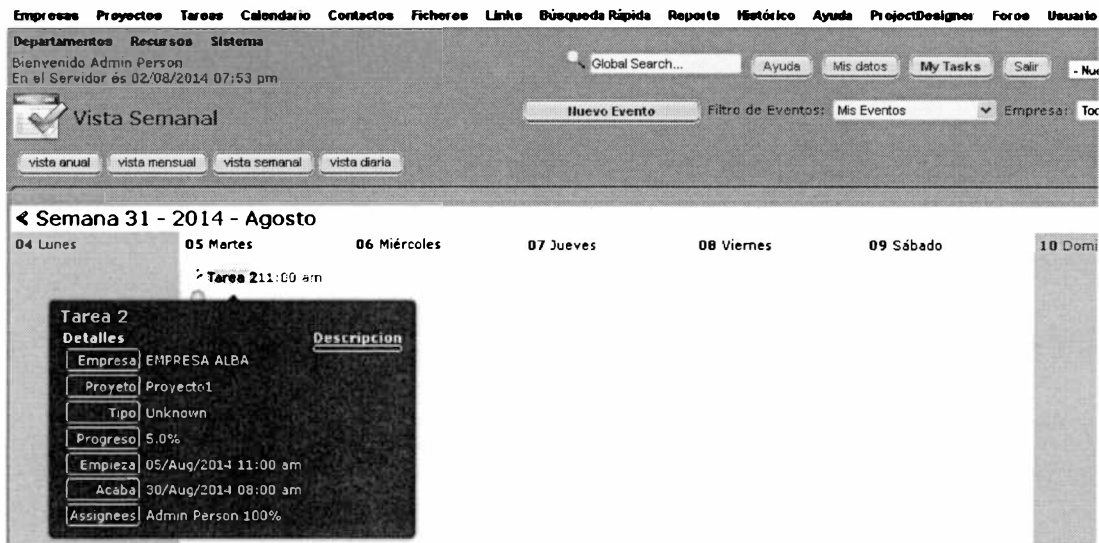 Empresas Proyectos Tareas Calendario Contactos Ficheros Links Búsqueda Rápida Reports Histórico Ayuda ProjectDesigner Foros Usuario
Departamentos Recursos Sistema
Bienvenido Admin Person
En el Servidor és 02/08/2014 07:53 pm
Global Search... Ayuda Mis datos My Tasks Salir - Nue
Vista Semanal
Nuevo Evento Filtro de Eventos: Mis Eventos Empresa: Tod
vista anual vista mensual vista semanal vista diaria
Semana 31 - 2014 - Agosto
04 Lunes 05 Martes 06 Miércoles 07 Jueves 08 Viernes 09 Sábado 10 Domi
Tarea 2 11:00 am
Tarea 2
Detalles Descripcion
Empresa EMPRESA ALBA
Proyeto Proyecto1
Tipo Unknown
Progreso 5.0%
Empieza 05/Aug/2014 11:00 am
Acaba 30/Aug/2014 08:00 am
Assignees Admin Person 100%